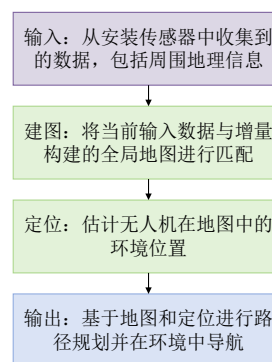 输入：从安装传感器中收集到
的数据，包括周围地理信息
建图：将当前输入数据与增量
构建的全局地图进行匹配
定位：估计无人机在地图中的
环境位置
输出：基于地图和定位进行路
径规划并在环境中导航